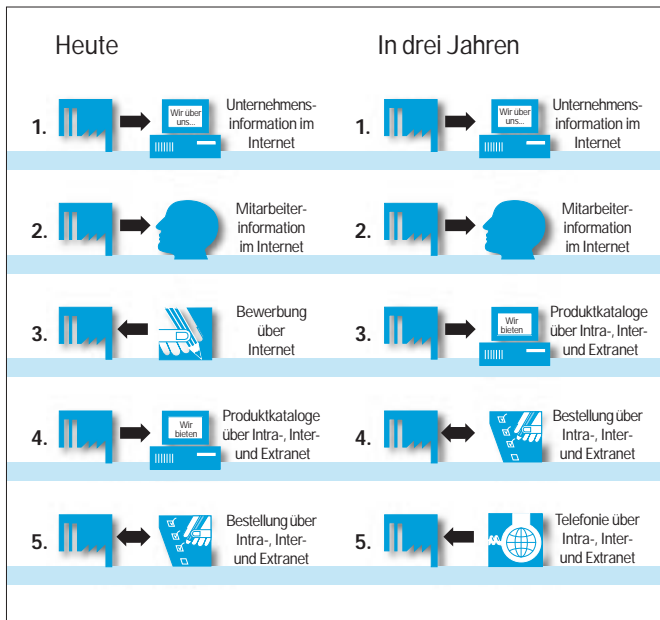 Heute
1.
Wir über
uns...
Unternehmens-
information im
Internet
2.
Mitarbeiter-
information
im Internet
3.
Bewerbung
über
Internet
4.
Wir
bieten
Produktkataloge
über Intra-, Inter-
und Extranet
5.
Bestellung über
Intra-, Inter-
und Extranet
In drei Jahren
1.
Wir über
uns...
Unternehmens-
information im
Internet
2.
Mitarbeiter-
information
im Internet
3.
Wir
bieten
Produktkataloge
über Intra-, Inter-
und Extranet
4.
Bestellung über
Intra-, Inter-
und Extranet
5.
Telefonie über
Intra-, Inter-
und Extranet